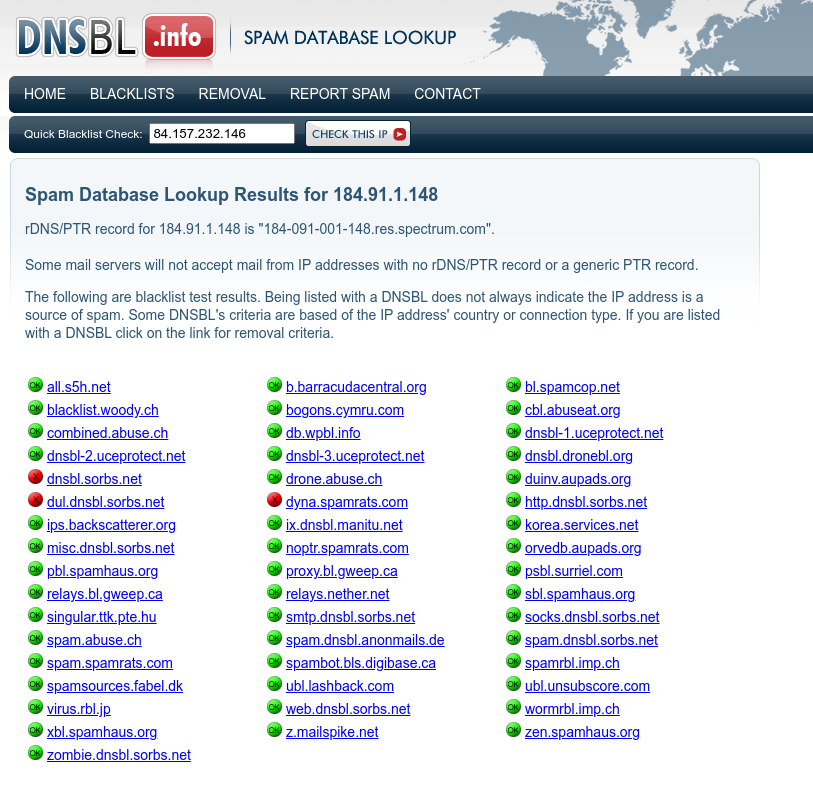 DNSBL .info SPAM DATABASE LOOKUP
HOME BLACKLISTS REMOVAL REPORT SPAM CONTACT
Quick Blacklist Check: 84.157.232.146 CHECK THIS IP
Spam Database Lookup Results for 184.91.1.148
rDNS/PTR record for 184.91.1.148 is "184-091-001-148.res.spectrum.com".
Some mail servers will not accept mail from IP addresses with no rDNS/PTR record or a generic PTR record.
The following are blacklist test results. Being listed with a DNSBL does not always indicate the IP address is a
source of spam. Some DNSBL's criteria are based of the IP address' country or connection type. If you are listed
with a DNSBL click on the link for removal criteria.
OK all.s5h.net OK b.barracudacentral.org OK bl.spamcop.net
OK blacklist.woody.ch OK bogons.cymru.com OK cbl.abuseat.org
OK combined.abuse.ch OK db.wpbl.info OK dnsbl-1.uceprotect.net
OK dnsbl-2.uceprotect.net OK dnsbl-3.uceprotect.net OK dnsbl.dronebl.org
X dnsbl.sorbs.net OK drone.abuse.ch OK duinv.aupads.org
X dul.dnsbl.sorbs.net X dyna.spamrats.com OK http.dnsbl.sorbs.net
OK ips.backscatterer.org OK ix.dnsbl.manitu.net OK korea.services.net
OK misc.dnsbl.sorbs.net OK noptr.spamrats.com OK orvedb.aupads.org
OK pbl.spamhaus.org OK proxy.bl.gweep.ca OK psbl.surriel.com
OK relays.bl.gweep.ca OK relays.nether.net OK sbl.spamhaus.org
OK singular.ttk.pte.hu OK smtp.dnsbl.sorbs.net OK socks.dnsbl.sorbs.net
OK spam.abuse.ch OK spam.dnsbl.anonmails.de OK spam.dnsbl.sorbs.net
OK spam.spamrats.com OK spambot.bls.digibase.ca OK spamrbl.imp.ch
OK spamsources.fabel.dk OK ubl.lashback.com OK ubl.unsubscore.com
OK virus.rbl.jp OK web.dnsbl.sorbs.net OK wormrbl.imp.ch
OK xbl.spamhaus.org OK z.mailspike.net OK zen.spamhaus.org
OK zombie.dnsbl.sorbs.net